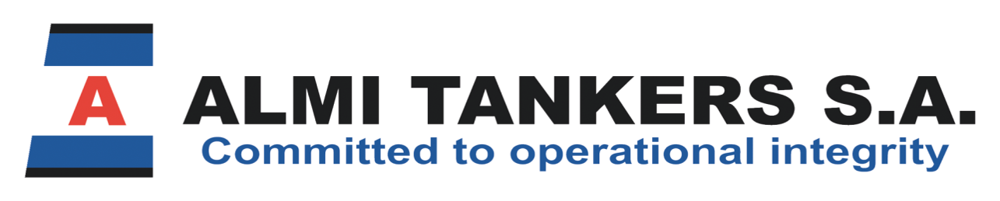 A
ALMI TANKERS S.A.
Committed to operational integrity